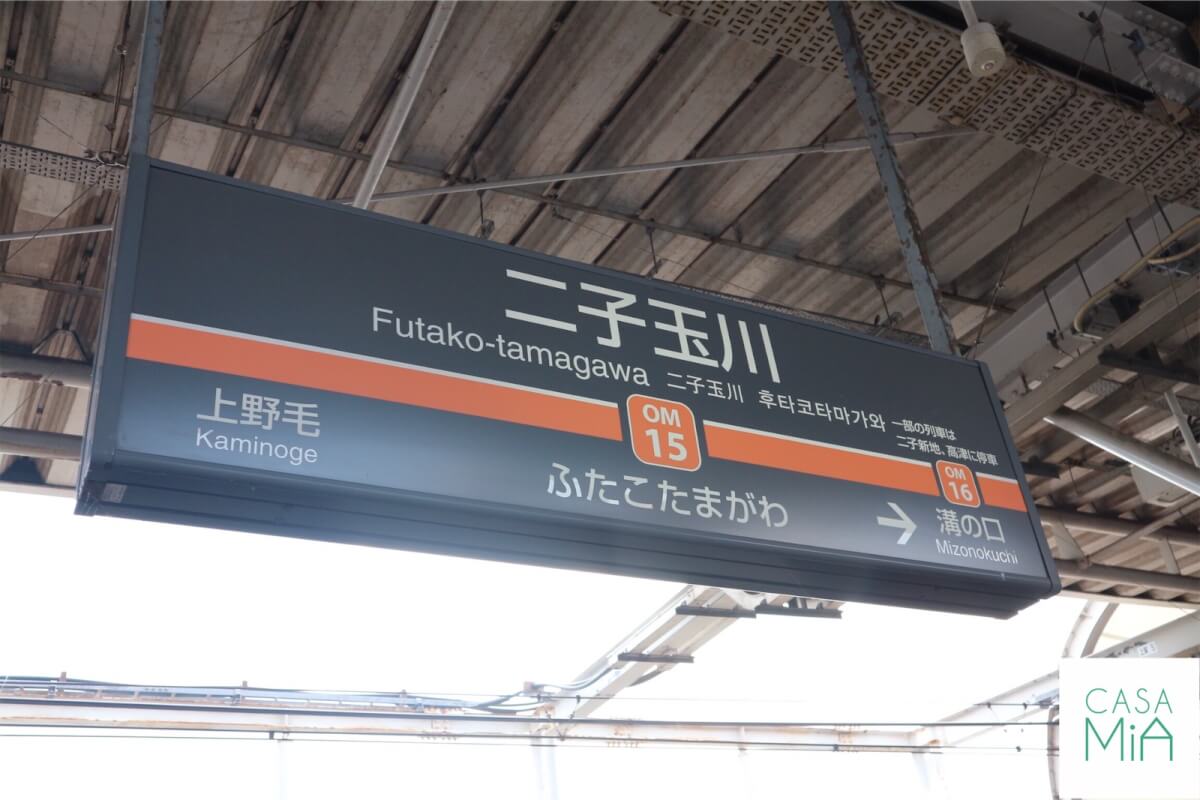 二子玉川
Futako-tamagawa
二子玉川 후타코타마가와
一部の列車は
二子新地、高津に停車
OM
15
OM
16
上野毛
Kaminoge
ふたこたまがわ
→ 溝の口
Mizonokuchi
CASA
MiA